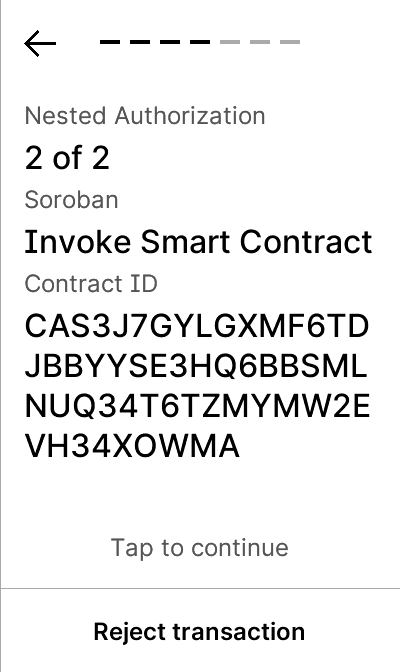 Nested Authorization
2 of 2
Soroban
Invoke Smart Contract
Contract ID
CAS3J7GYLGXMF6TD
JBBYYSE3HQ6BBSML
NUQ34T6TZMYMW2E
VH34XOWMA
Tap to continue
Reject transaction